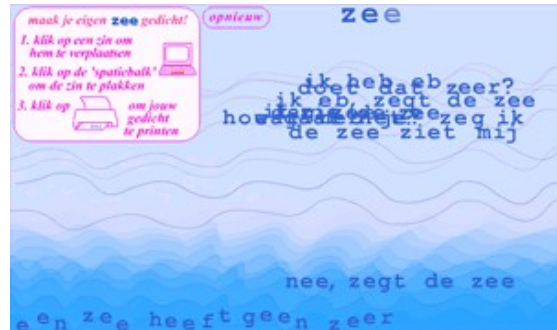 maak je eigen zee gedicht!
1. klik op een zin om
hem te verplaatsen
2. klik op de 'spatiebalk'
om de zin te plakken
3. klik op om jouw
gedicht
te printen
opnieuw
zee
ik heb eb
doet dat zeer?
ik eb, zegt de zee
zeg ik
de zee ziet mij
nee, zegt de zee
een zee heeft geen zeer